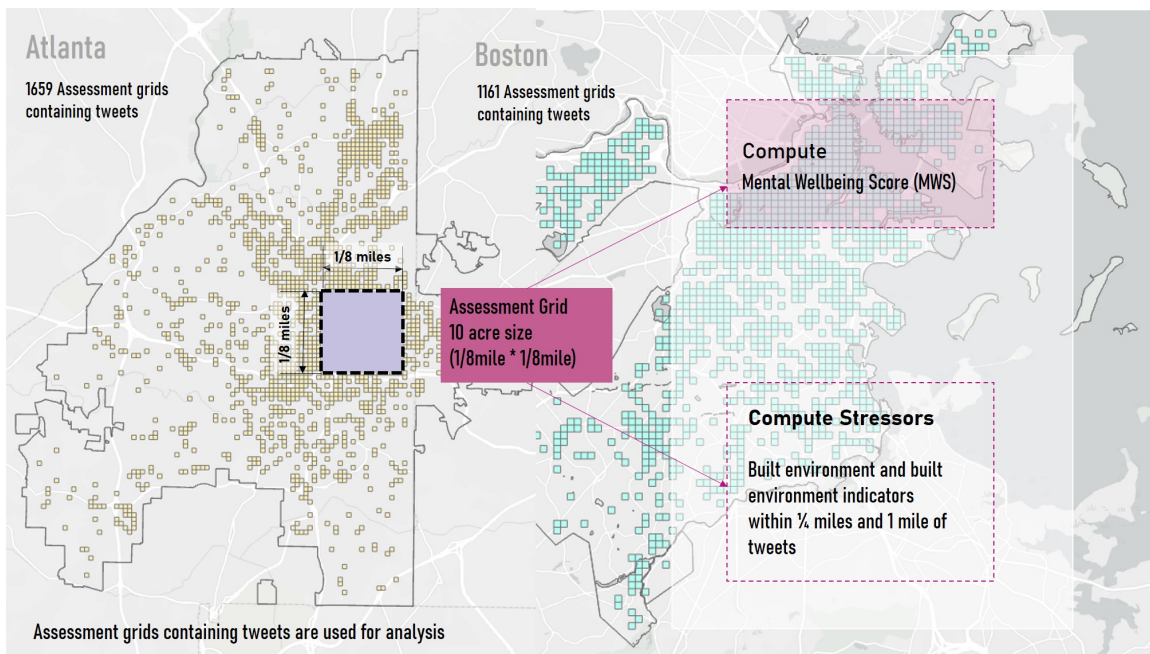 Atlanta
1659 Assessment grids
containing tweets
1/8 miles
1/8 miles
Assessment Grid
10 acre size
(1/8mile * 1/8mile)
Boston
1161 Assessment grids
containing tweets
Compute
Mental Wellbeing Score (MWS)
Compute Stressors
Built environment and built
environment indicators
within ¼ miles and 1 mile of
tweets
Assessment grids containing tweets are used for analysis